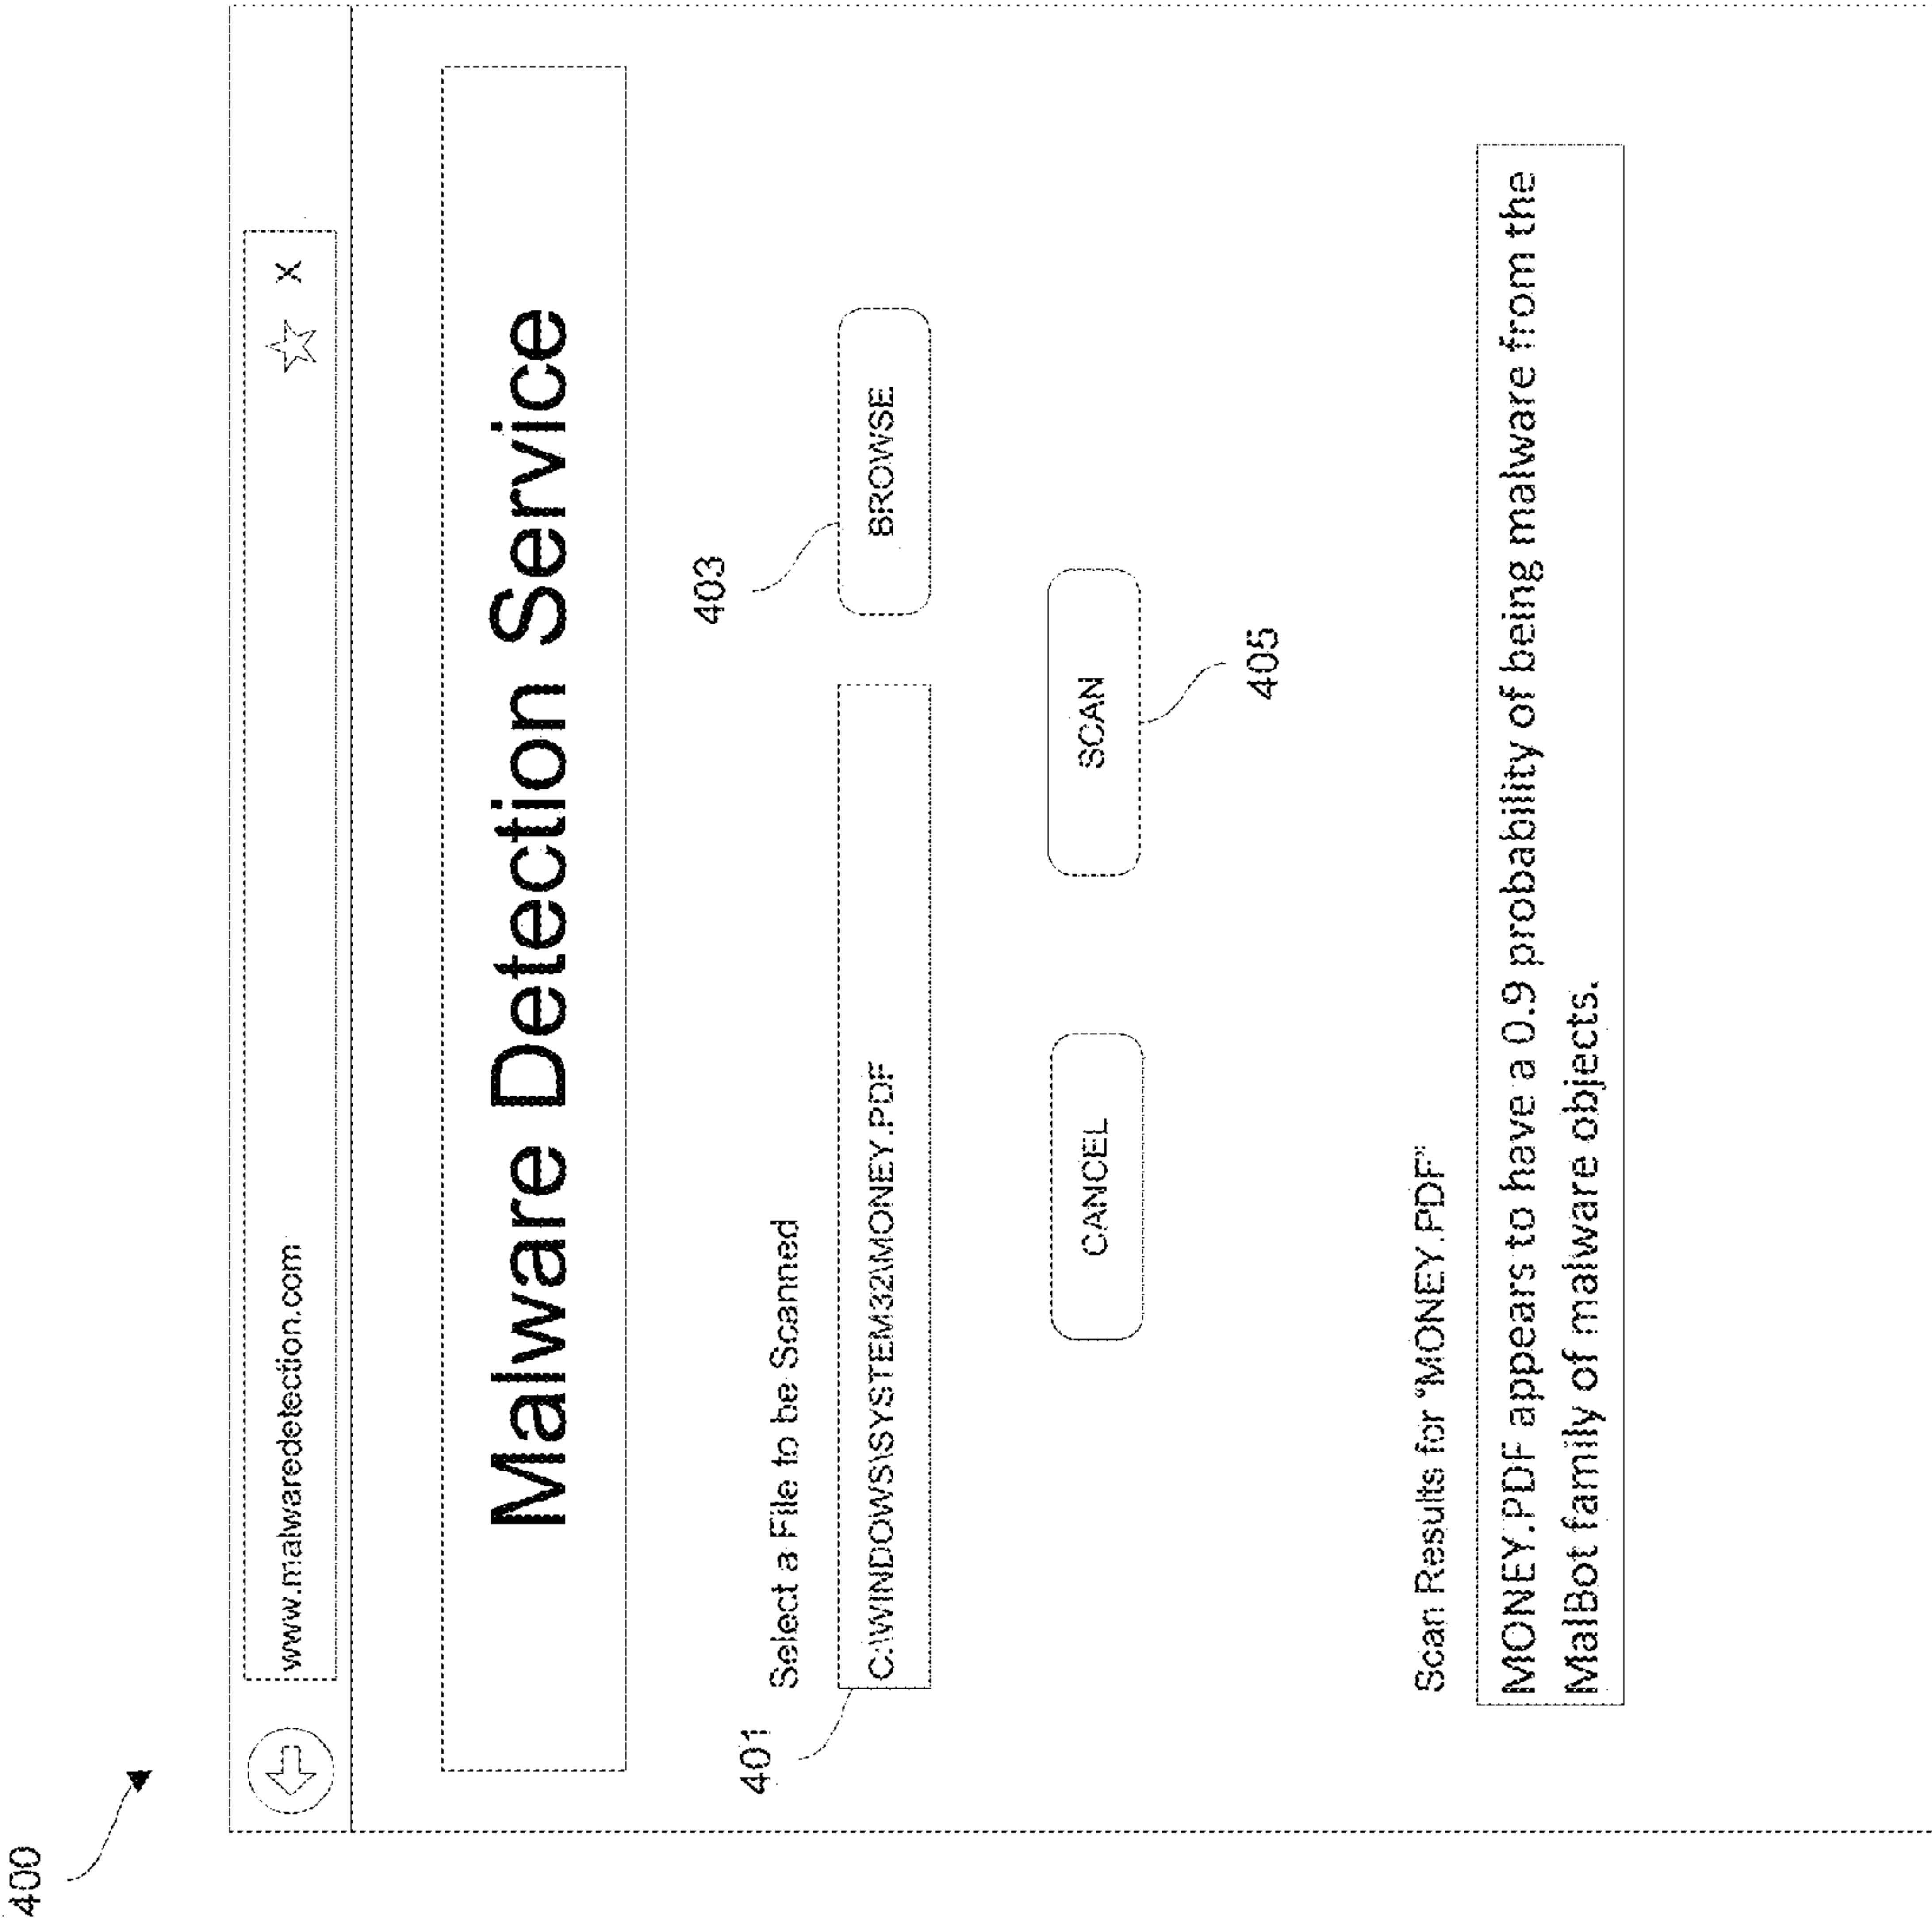 400
www.malwaredetection.com
X
Malware Detection Service
Select a File to be Scanned
401
C:\WINDOWS\SYSTEM32\MONEY.PDF
403
BROWSE
CANCEL
SCAN
405
Scan Results for "MONEY.PDF"
MONEY.PDF appears to have a 0.9 probability of being malware from the
MalBot family of malware objects.